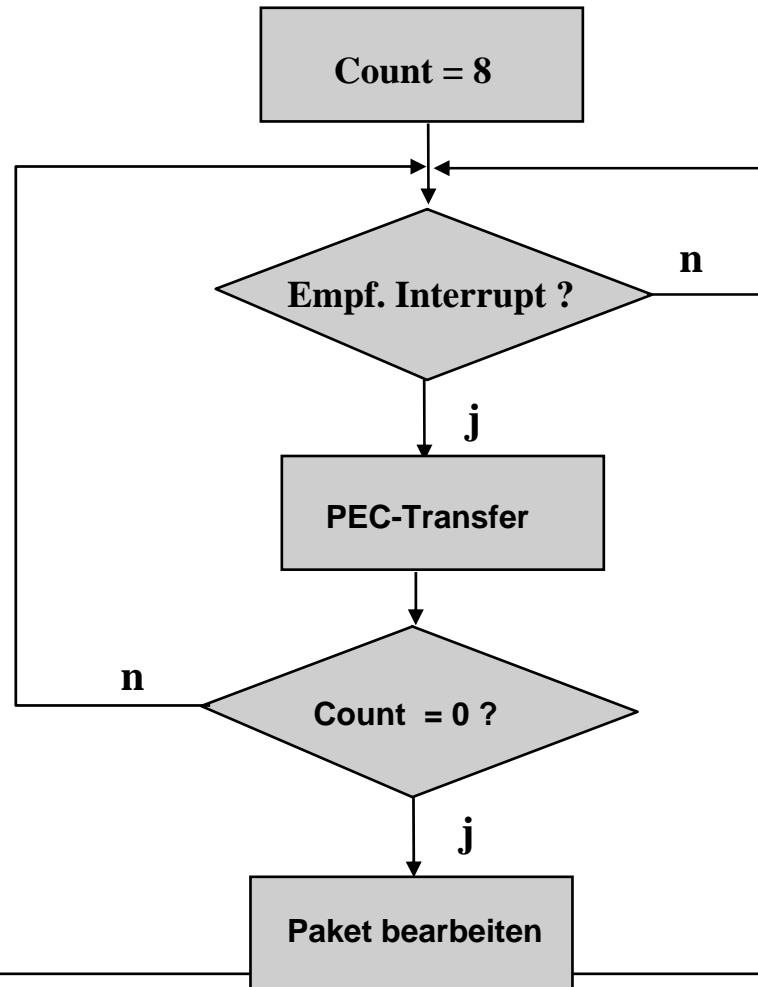 Count = 8
Empf. Interrupt ?
n
j
PEC-Transfer
n
Count = 0 ?
j
Paket bearbeiten